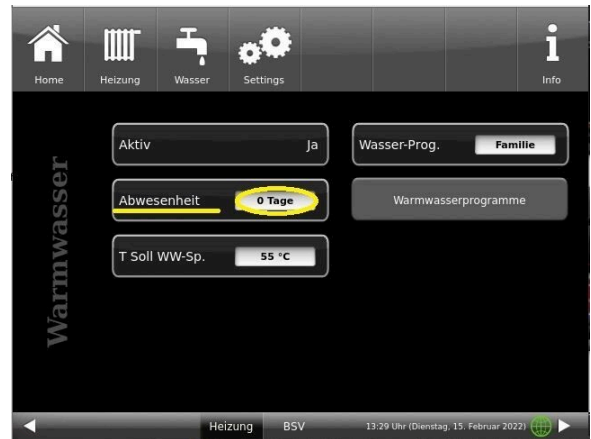 Home Heizung Wasser Settings Info
Warmwasser
Aktiv Ja
Wasser-Prog. Familie
Abwesenheit 0 Tage
Warmwasserprogramme
T Soll WW-Sp. 55 °C
Heizung BSV 13:29 Uhr (Dienstag, 15. Februar 2022)